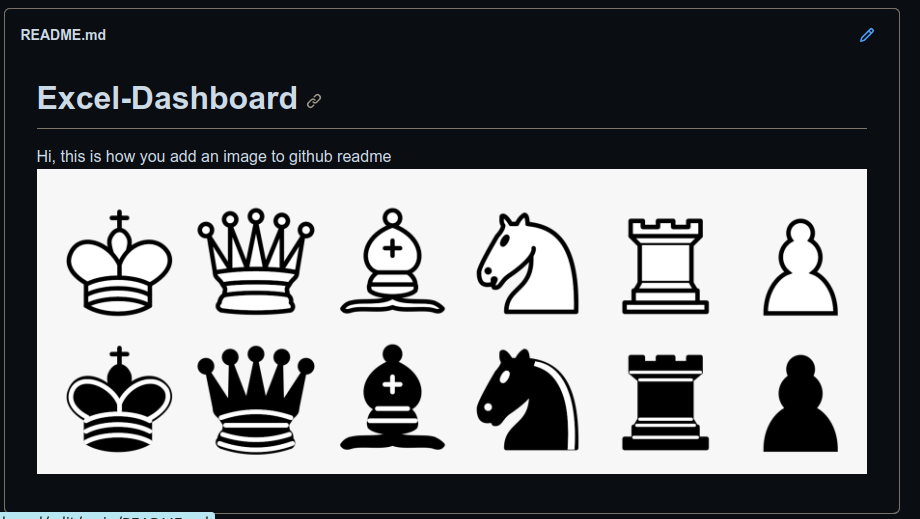 README.md
Excel-Dashboard
Hi, this is how you add an image to github readme